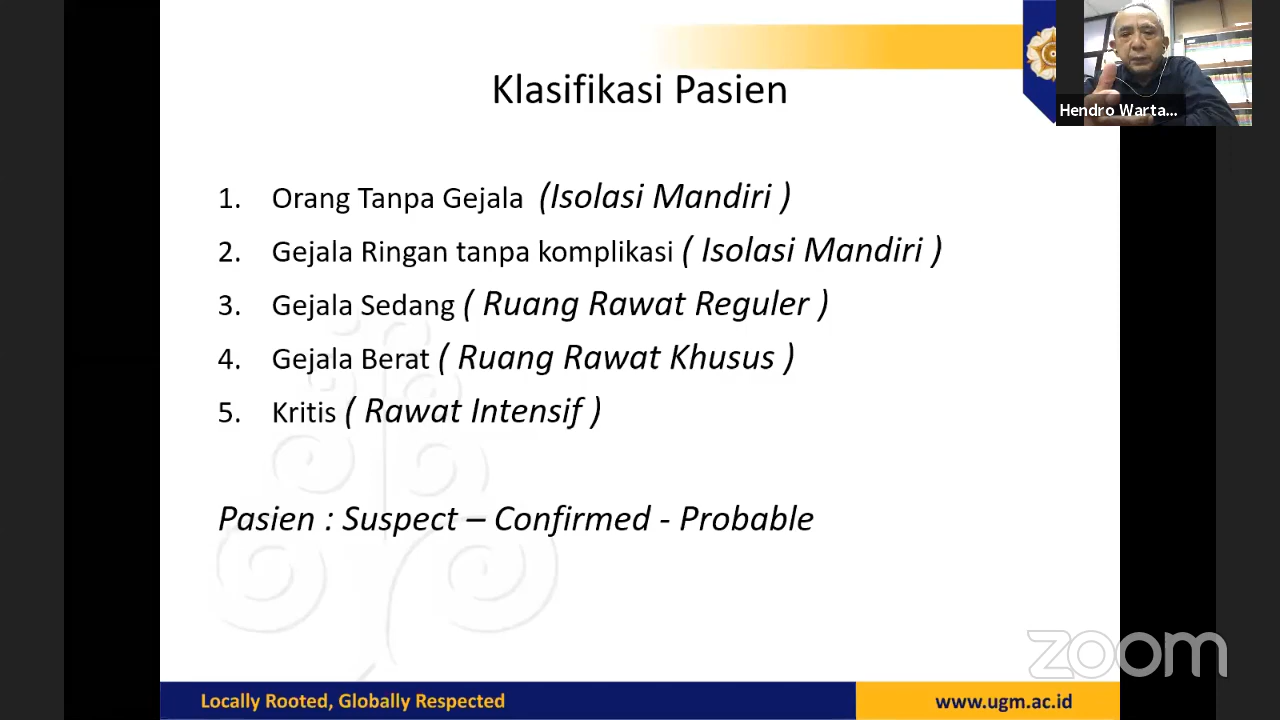 Klasifikasi Pasien
Hendro Warta...
1. Orang Tanpa Gejala (Isolasi Mandiri )
2. Gejala Ringan tanpa komplikasi ( Isolasi Mandiri )
3. Gejala Sedang ( Ruang Rawat Reguler )
4. Gejala Berat ( Ruang Rawat Khusus )
5. Kritis ( Rawat Intensif )
Pasien : Suspect – Confirmed - Probable
zoom
Locally Rooted, Globally Respected
www.ugm.ac.id